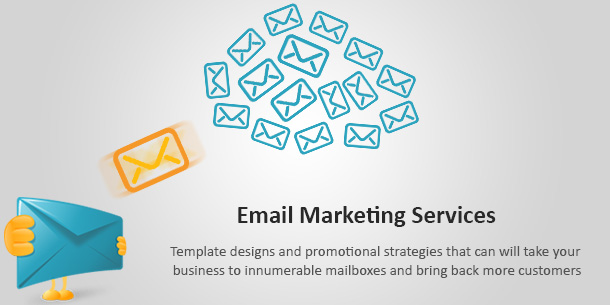 Email Marketing Services
Template designs and promotional strategies that can will take your
business to innumerable mailboxes and bring back more customers